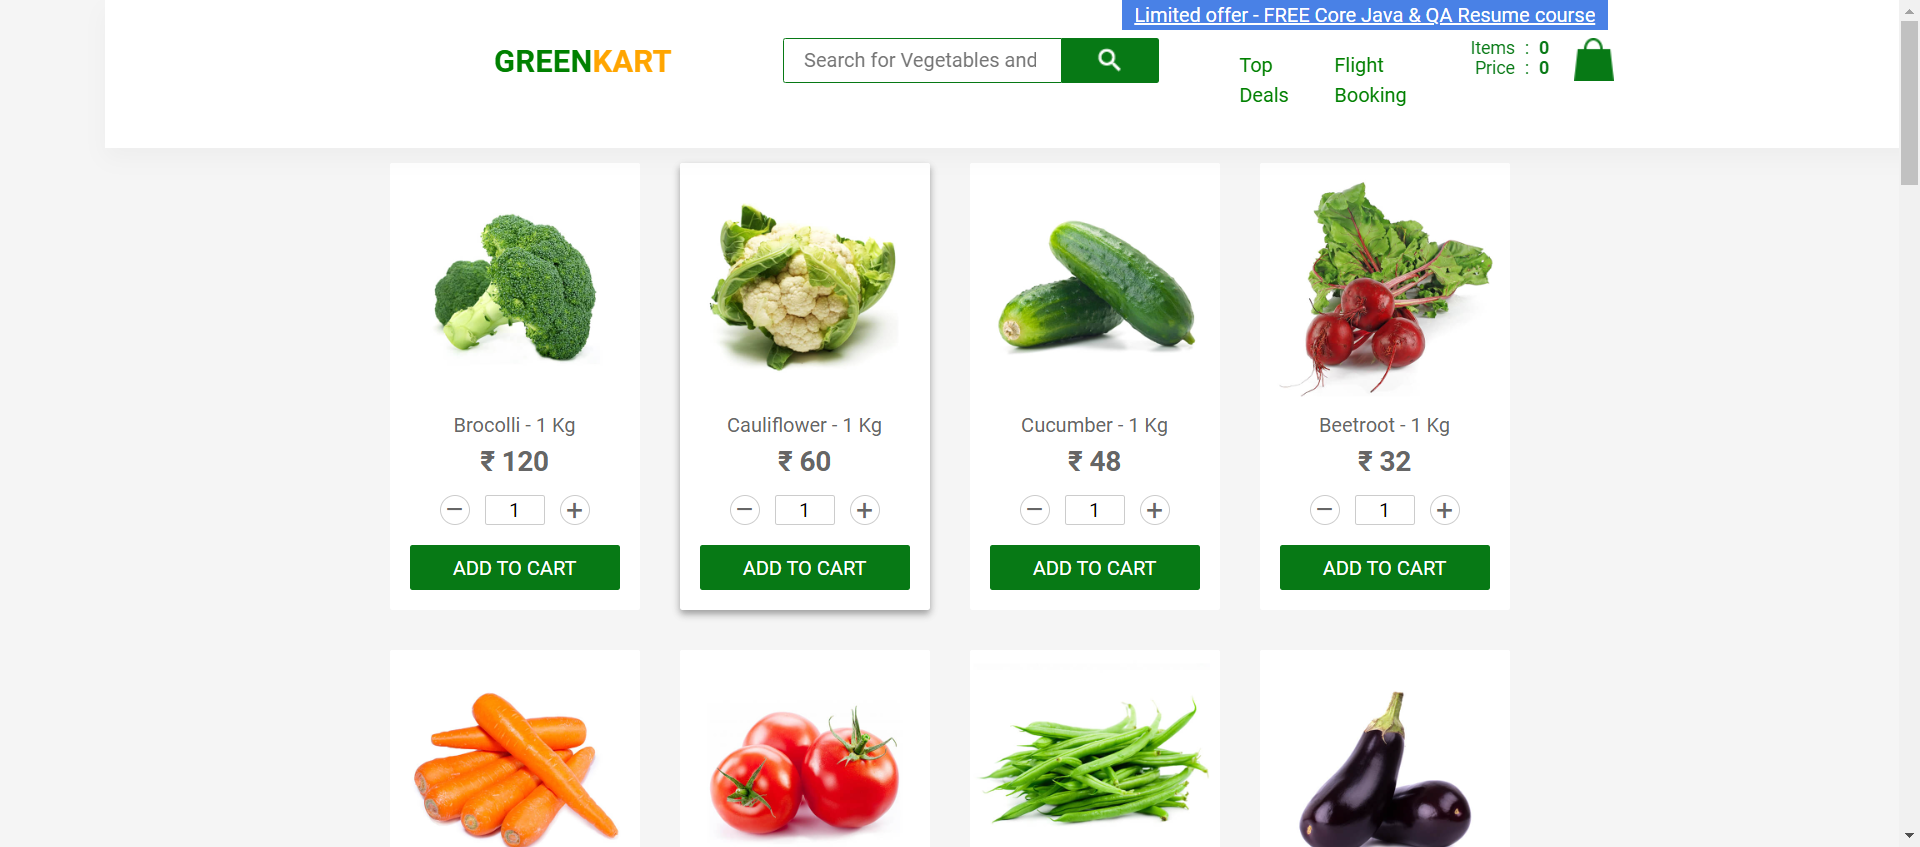 Limited offer - FREE Core Java & QA Resume course
GREENKART
Search for Vegetables and
Top Deals
Flight Booking
Items : 0
Price : 0
Brocolli - 1 Kg
₹ 120
− 1 +
ADD TO CART
Cauliflower - 1 Kg
₹ 60
− 1 +
ADD TO CART
Cucumber - 1 Kg
₹ 48
− 1 +
ADD TO CART
Beetroot - 1 Kg
₹ 32
− 1 +
ADD TO CART